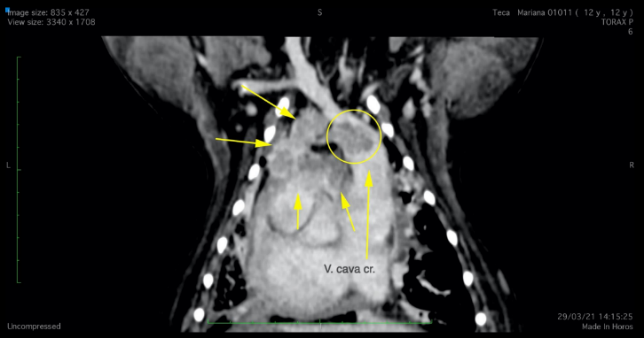 Image size: 835 x 427
View size: 3340 x 1708
5
Teca Mariana 01011 ( 12 y , 12 y )
TORAX P
6
L
R
V. cava cr.
Uncompressed
29/03/21 14:15:25
Made In Horos